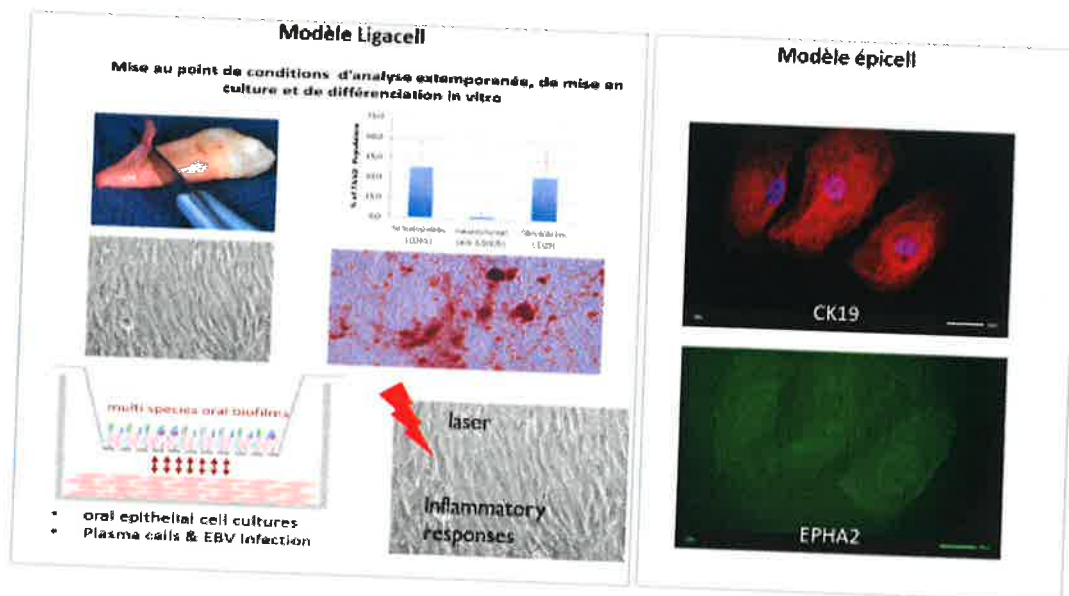 Modèle Ligacell
Mise au point de conditions d'analyse extemporanée, de mise en
culture et de différenciation in vitro
multi species oral biofilms
laser
Inflammatory
responses
• oral epithelial cell cultures
• Plasma cells & EBV Infection
Modèle épicell
CK19
EPHA2